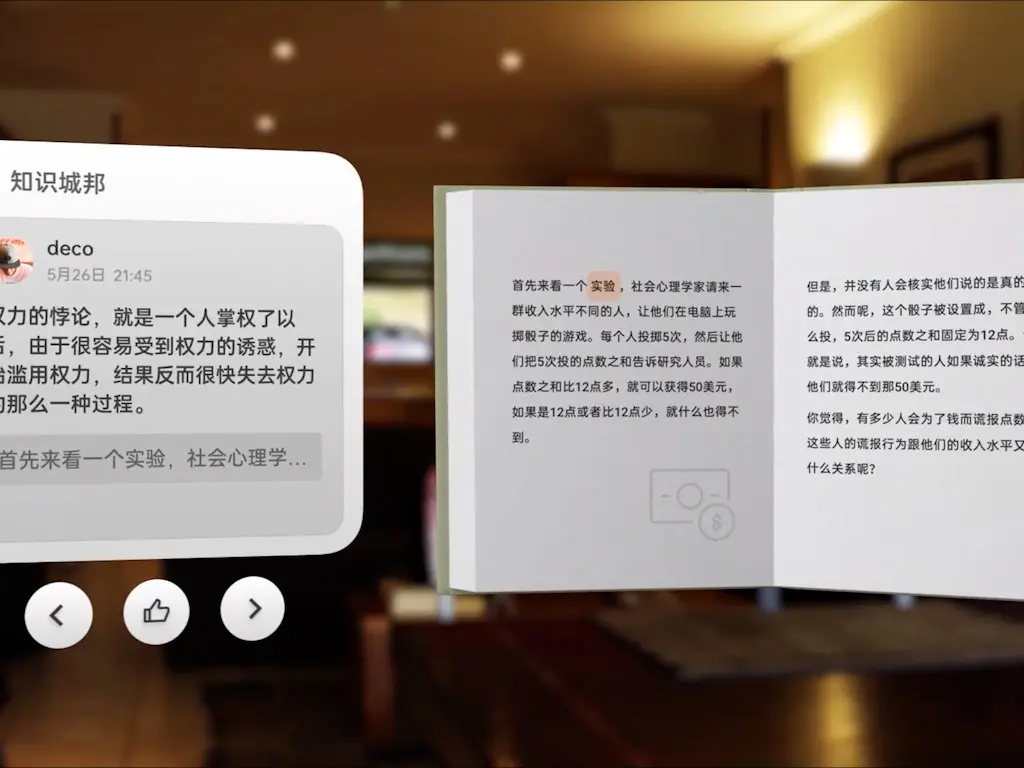 知识城邦
deco
5月26日 21:45
力的悖论，就是一个人掌权了以
，由于很容易受到权力的诱惑，开
滥用权力，结果反而很快失去权力
那么一种过程。
首先来看一个实验，社会心理学...
首先来看一个实验，社会心理学家请来一
群收入水平不同的人，让他们在电脑上玩
掷骰子的游戏。每个人投掷5次，然后让他
们把5次投的点数之和告诉研究人员。如果
点数之和比12点多，就可以获得50美元，
如果是12点或者比12点少，就什么也得不
到。
但是，并没有人会核实他们说的是真的
的。然而呢，这个骰子被设置成，不管
么投，5次后的点数之和固定为12点。
就是说，其实被测试的人如果诚实的话
他们就得不到那50美元。
你觉得，有多少人会为了钱而谎报点数
这些人的谎报行为跟他们的收入水平又
什么关系呢？